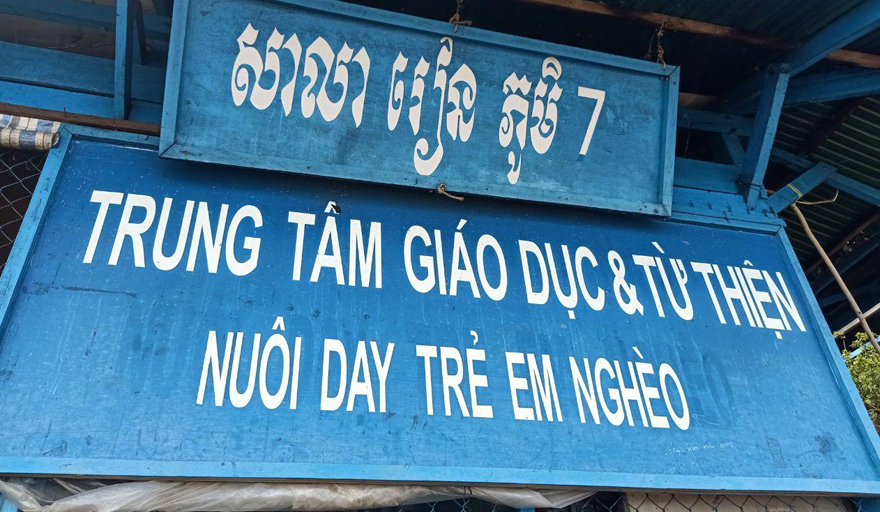 សាលា រៀន ភូមិ 7
TRUNG TÂM GIÁO DỤC & TỪ THIỆN
NUÔI DAY TRẺ EM NGHÈO